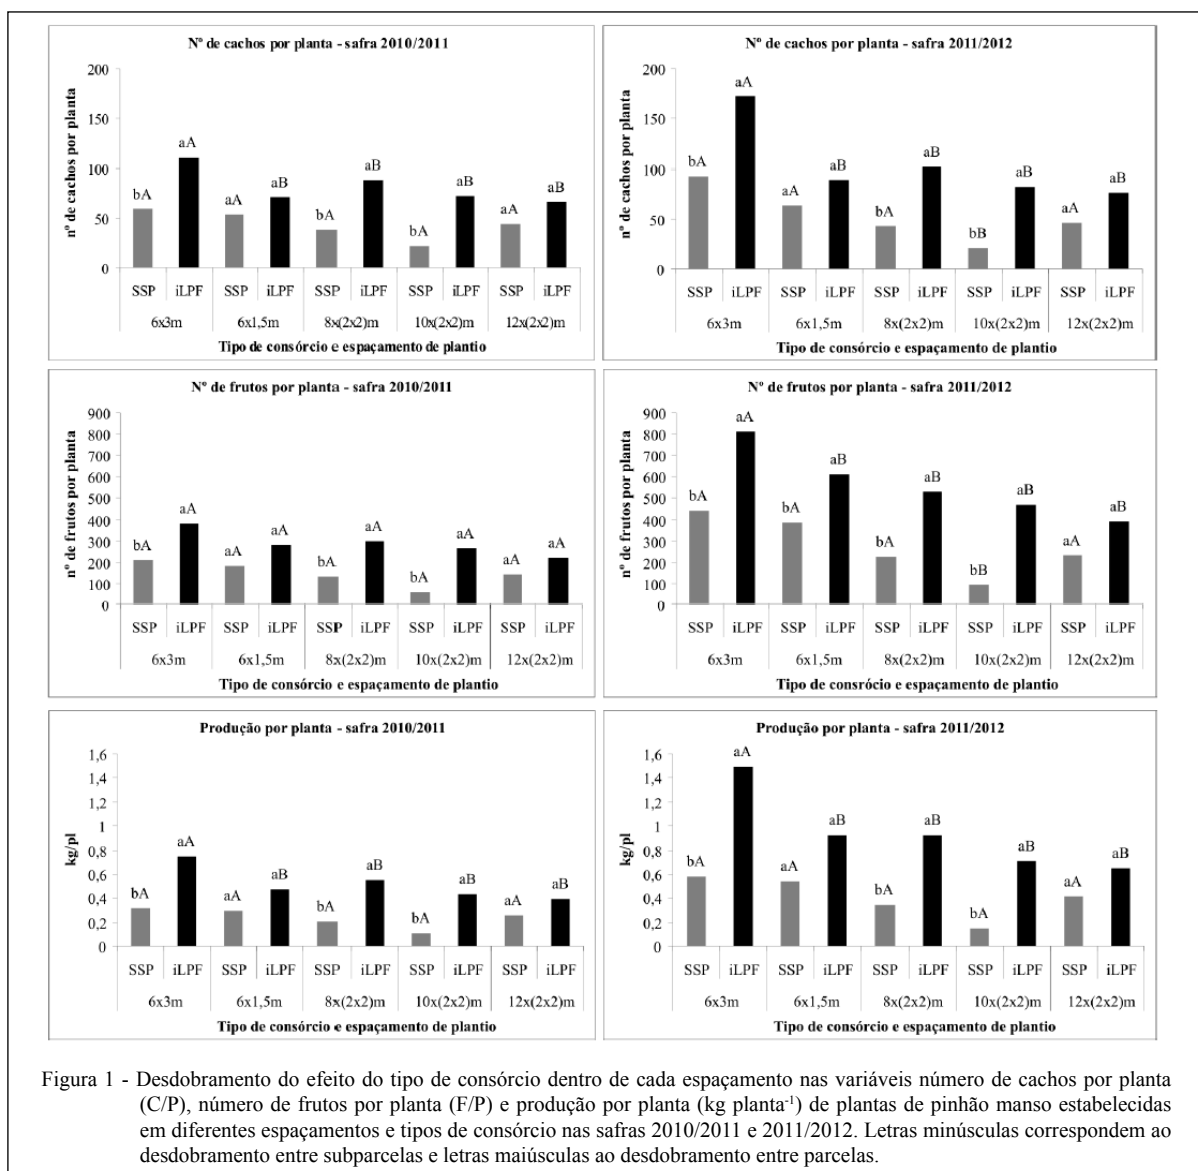 Nº de cachos por planta - safra 2010/2011
nº de cachos por planta
200
150
100
50
0
bA aA aA aB bA aB bA aB aA aB
SSP iLPF SSP iLPF SSP iLPF SSP iLPF SSP iLPF
6x3m 6x1,5m 8x(2x2)m 10x(2x2)m 12x(2x2)m
Tipo de consórcio e espaçamento de plantio
Nº de cachos por planta - safra 2011/2012
nº de cachos por planta
200
150
100
50
0
bA aA aA aB bA aB bB aB aA aB
SSP iLPF SSP iLPF SSP iLPF SSP iLPF SSP iLPF
6x3m 6x1,5m 8x(2x2)m 10x(2x2)m 12x(2x2)m
Tipo de consórcio e espaçamento de plantio
Nº de frutos por planta - safra 2010/2011
nº de frutos por planta
900
800
700
600
500
400
300
200
100
0
bA aA aA aA bA aA bA aA aA aA
SSP iLPF SSP iLPF SSP iLPF SSP iLPF SSP iLPF
6x3m 6x1,5m 8x(2x2)m 10x(2x2)m 12x(2x2)m
Tipo de consórcio e espaçamento de plantio
Nº de frutos por planta - safra 2011/2012
nº de frutos por planta
900
800
700
600
500
400
300
200
100
0
bA aA bA aB bA aB bB aB aA aB
SSP iLPF SSP iLPF SSP iLPF SSP iLPF SSP iLPF
6x3m 6x1,5m 8x(2x2)m 10x(2x2)m 12x(2x2)m
Tipo de consrócio e espaçamento de plantio
Produção por planta - safra 2010/2011
kg/pl
1,6
1,4
1,2
1
0,8
0,6
0,4
0,2
0
bA aA aA aB bA aB bA aB aA aB
SSP iLPF SSP iLPF SSP iLPF SSP iLPF SSP iLPF
6x3m 6x1,5m 8x(2x2)m 10x(2x2)m 12x(2x2)m
Tipo de consórcio e espaçamento de plantio
Produção por planta - safra 2011/2012
kg/pl
1,6
1,4
1,2
1
0,8
0,6
0,4
0,2
0
bA aA aA aB bA aB bA aB aA aB
SSP iLPF SSP iLPF SSP iLPF SSP iLPF SSP iLPF
6x3m 6x1,5m 8x(2x2)m 10x(2x2)m 12x(2x2)m
Tipo de consórcio e espaçamento de plantio
Figura 1 - Desdobramento do efeito do tipo de consórcio dentro de cada espaçamento nas variáveis número de cachos por planta
(C/P), número de frutos por planta (F/P) e produção por planta (kg planta⁻¹) de plantas de pinhão manso estabelecidas
em diferentes espaçamentos e tipos de consórcio nas safras 2010/2011 e 2011/2012. Letras minúsculas correspondem ao
desdobramento entre subparcelas e letras maiúsculas ao desdobramento entre parcelas.